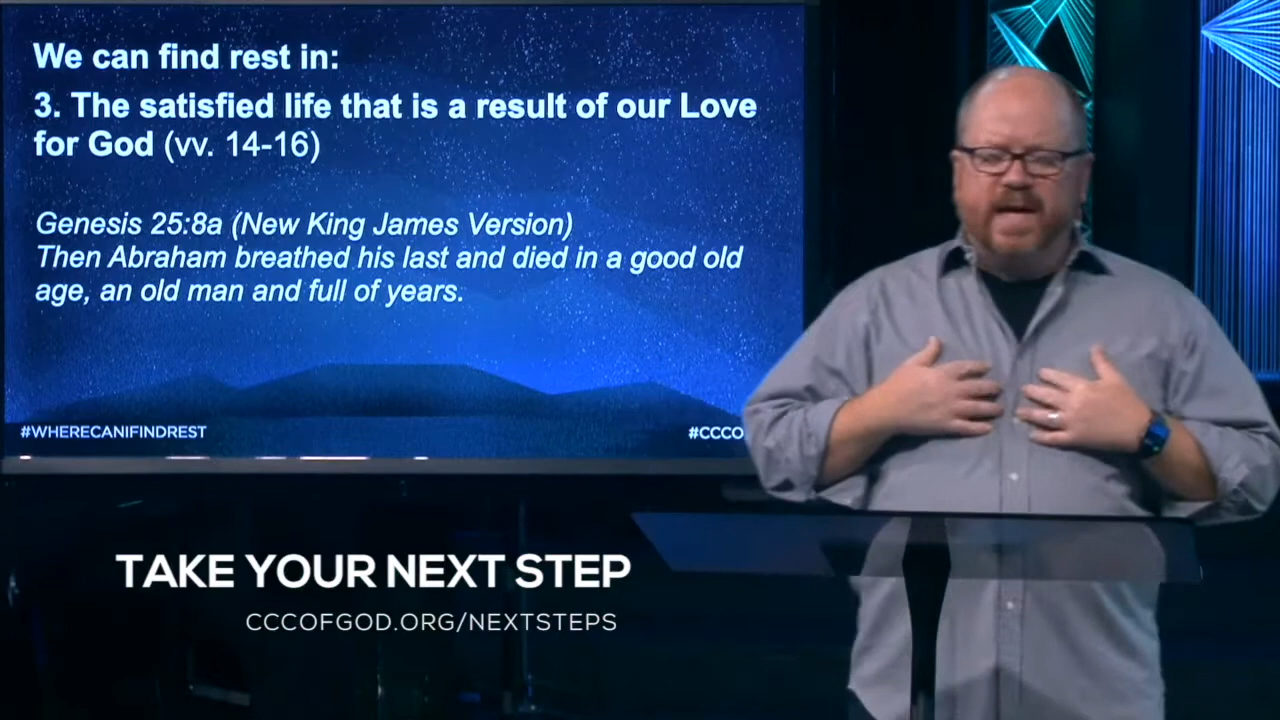 We can find rest in:
3. The satisfied life that is a result of our Love
for God (vv. 14-16)
Genesis 25:8a (New King James Version)
Then Abraham breathed his last and died in a good old
age, an old man and full of years.
#WHERECANIFINDREST
#CCCO
TAKE YOUR NEXT STEP
CCCOFGOD.ORG/NEXTSTEPS